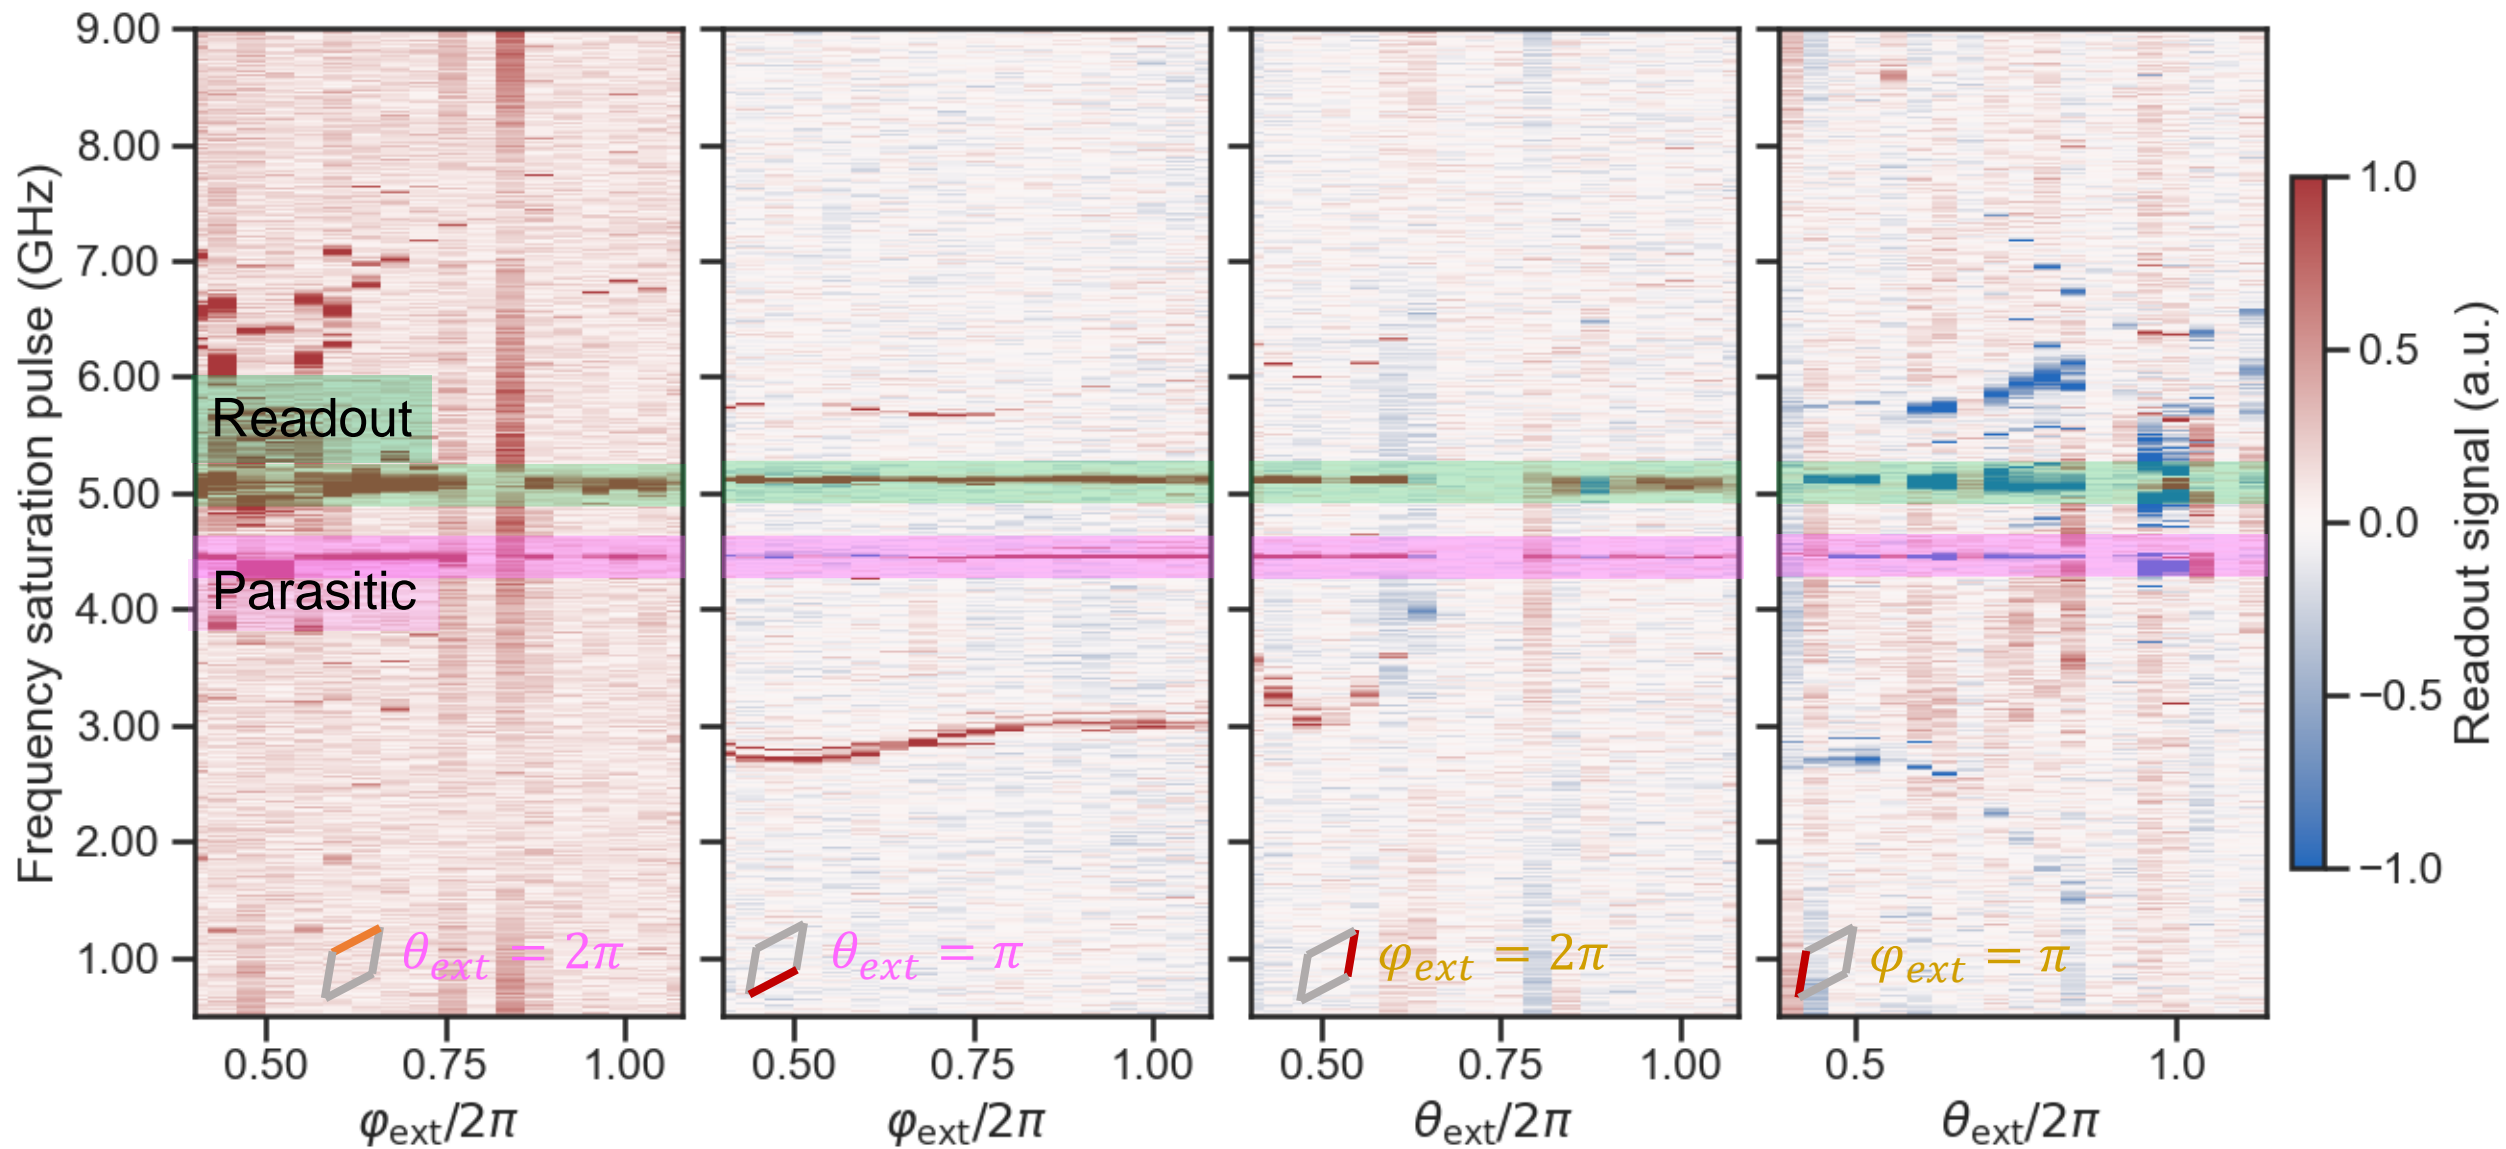 Frequency saturation pulse (GHz)
9.00
8.00
7.00
6.00
5.00
4.00
3.00
2.00
1.00
Readout
Parasitic
θext = 2π
θext = π
φext = 2π
φext = π
0.50 0.75 1.00
0.50 0.75 1.00
0.50 0.75 1.00
0.5 1.0
φext/2π
φext/2π
θext/2π
θext/2π
1.0
0.5
0.0
−0.5
−1.0
Readout signal (a.u.)